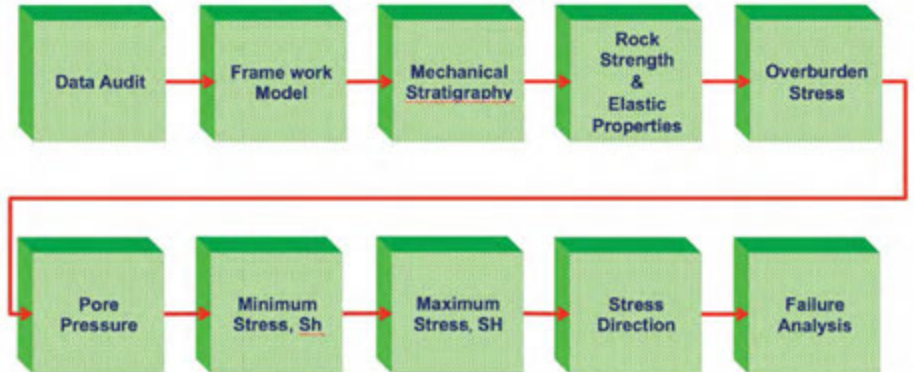 Data Audit
Frame work
Model
Mechanical
Stratigraphy
Rock
Strength
&
Elastic
Properties
Overburden
Stress
Pore
Pressure
Minimum
Stress, Sh
Maximum
Stress, SH
Stress
Direction
Failure
Analysis